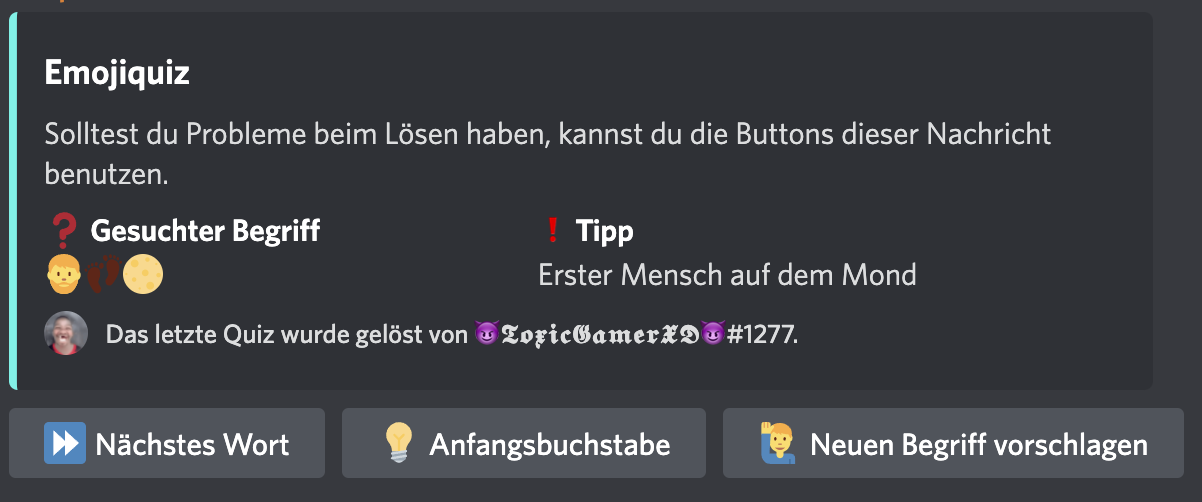 Emojiquiz
Solltest du Probleme beim Lösen haben, kannst du die Buttons dieser Nachricht
benutzen.
❓ Gesuchter Begriff
❗ Tipp
🧔👣🌕
Erster Mensch auf dem Mond
Das letzte Quiz wurde gelöst von 😈𝕿𝖔𝖝𝖎𝖈𝕲𝖆𝖒𝖊𝖗𝖃𝕯😈#1277.
⏩ Nächstes Wort
💡 Anfangsbuchstabe
🙋‍♂️ Neuen Begriff vorschlagen